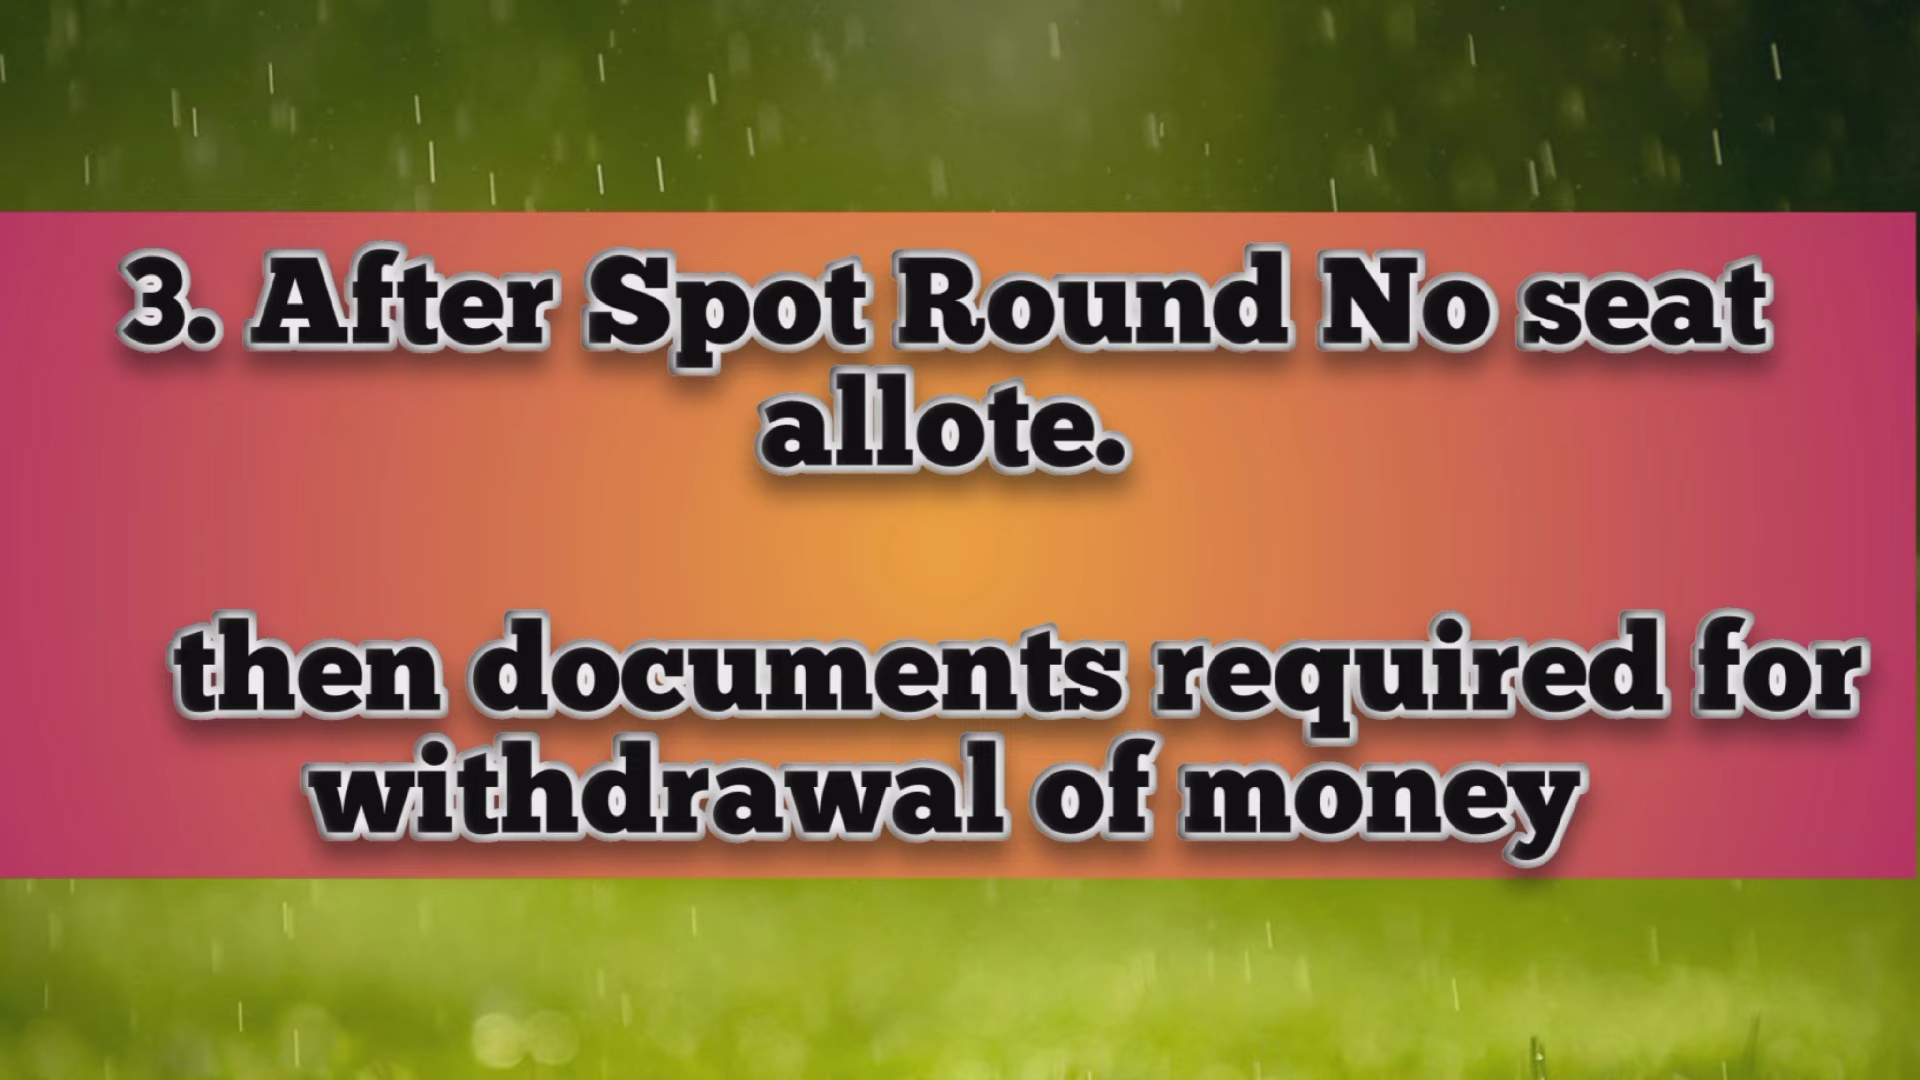 3. After Spot Round No seat
allote.
then documents required for
withdrawal of money